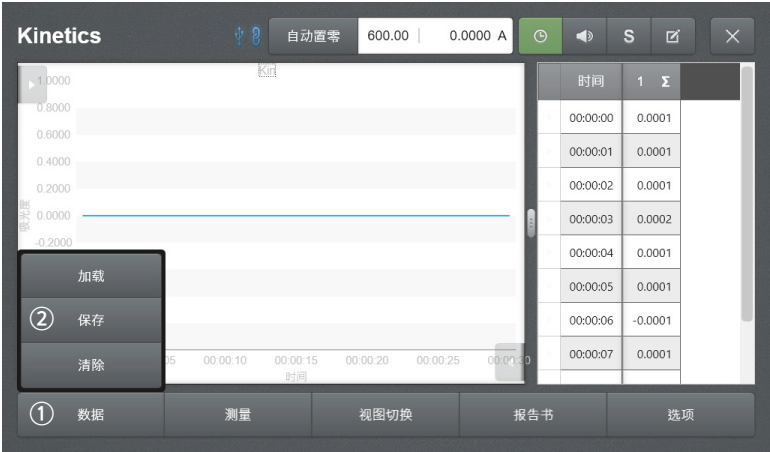 Kinetics
自动置零
600.00
0.0000 A
S
Kin
1.0000
0.8000
0.6000
0.4000
0.2000
0.0000
-0.2000
吸光度
时间 1 Σ
00:00:00 0.0001
00:00:01 0.0001
00:00:02 0.0001
00:00:03 0.0002
00:00:04 0.0001
00:00:05 0.0001
00:00:06 -0.0001
00:00:07 0.0001
加载
② 保存
清除
05 00:00:10 00:00:15 00:00:20 00:00:25 00:00:30
时间
① 数据
测量
视图切换
报告书
选项